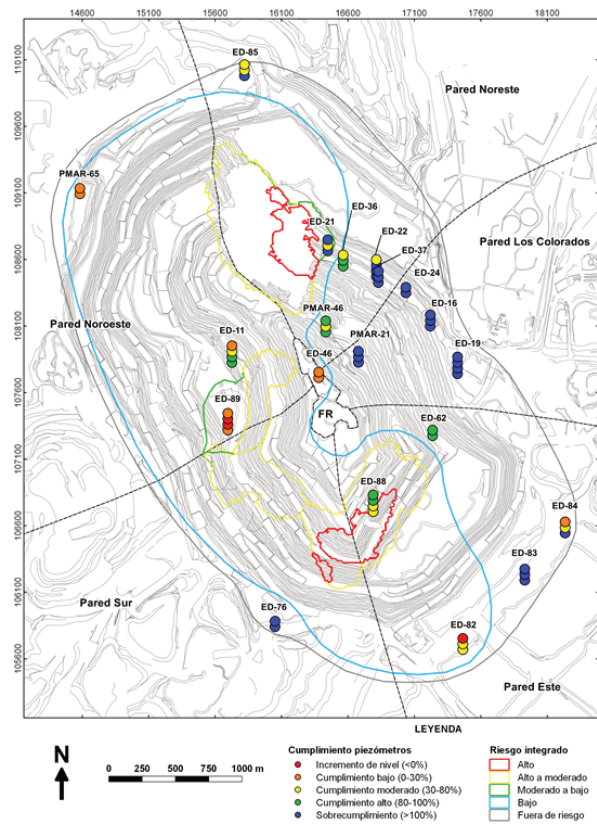 14600 15100 15600 16100 16600 17100 17600 18100
110100
109600
109100
108600
104100
107600
107100
106600
106100
105600
ED-85
Pared Noreste
PMAR-65
ED-36
ED-21
ED-22
ED-37
Pared Los Colorados
ED-24
PMAR-46
ED-16
Pared Noroeste
ED-11
PMAR-21
ED-19
ED-46
ED-89
FR
ED-62
ED-88
ED-84
ED-83
Pared Sur
ED-76
ED-82
Pared Este
LEYENDA
N
0 250 500 750 1000 m
Cumplimiento piezómetros
Incremento de nivel (<0%)
Cumplimiento bajo (0-30%)
Cumplimiento moderado (30-80%)
Cumplimiento alto (80-100%)
Sobrecumplimiento (>100%)
Riesgo integrado
Alto
Alto a moderado
Moderado a bajo
Bajo
Fuera de riesgo